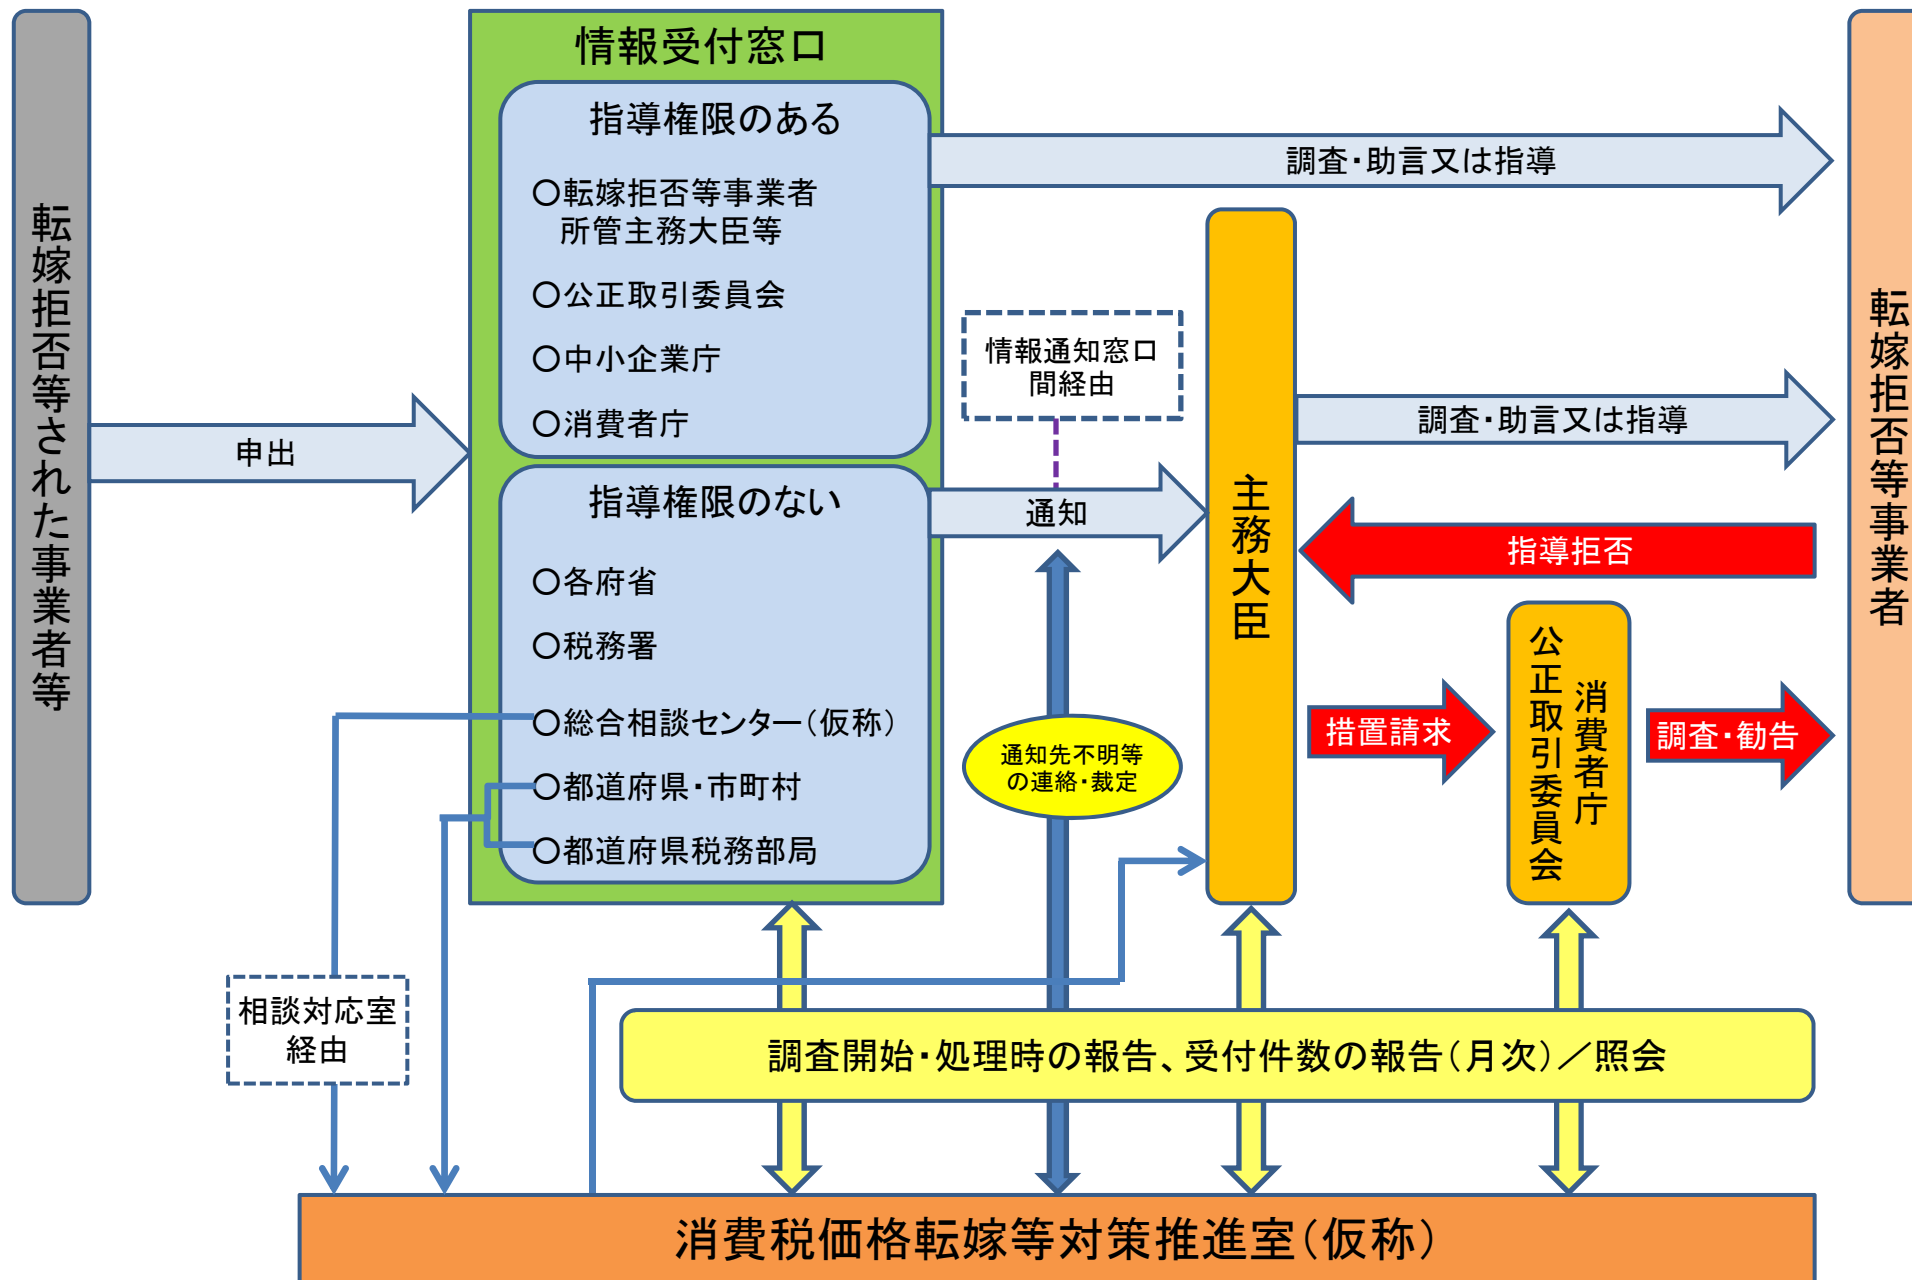 転嫁拒否等された事業者等
申出
情報受付窓口
指導権限のある
○転嫁拒否等事業者
所管主務大臣等
○公正取引委員会
○中小企業庁
○消費者庁
指導権限のない
○各府省
○税務署
○総合相談センター（仮称）
○都道府県・市町村
○都道府県税務部局
調査・助言又は指導
情報通知窓口
間経由
通知
通知先不明等
の連絡・裁定
主務大臣
調査・助言又は指導
指導拒否
措置請求
消費者庁
公正取引委員会
調査・勧告
転嫁拒否等事業者
相談対応室
経由
調査開始・処理時の報告、受付件数の報告（月次）／照会
消費税価格転嫁等対策推進室（仮称）